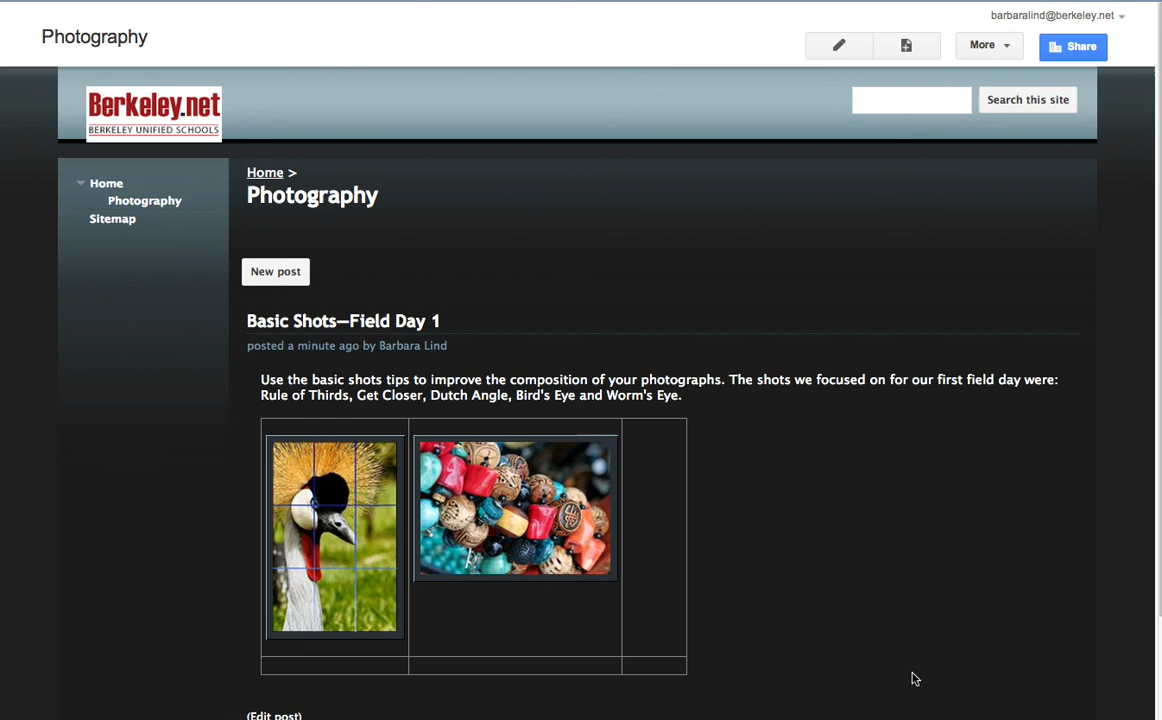 barbaralind@berkeley.net
Photography
More
Share
Berkeley.net
BERKELEY UNIFIED SCHOOLS
Search this site
Home
Photography
Sitemap
Home >
Photography
New post
Basic Shots—Field Day 1
posted a minute ago by Barbara Lind
Use the basic shots tips to improve the composition of your photographs. The shots we focused on for our first field day were:
Rule of Thirds, Get Closer, Dutch Angle, Bird's Eye and Worm's Eye.
(Edit post)